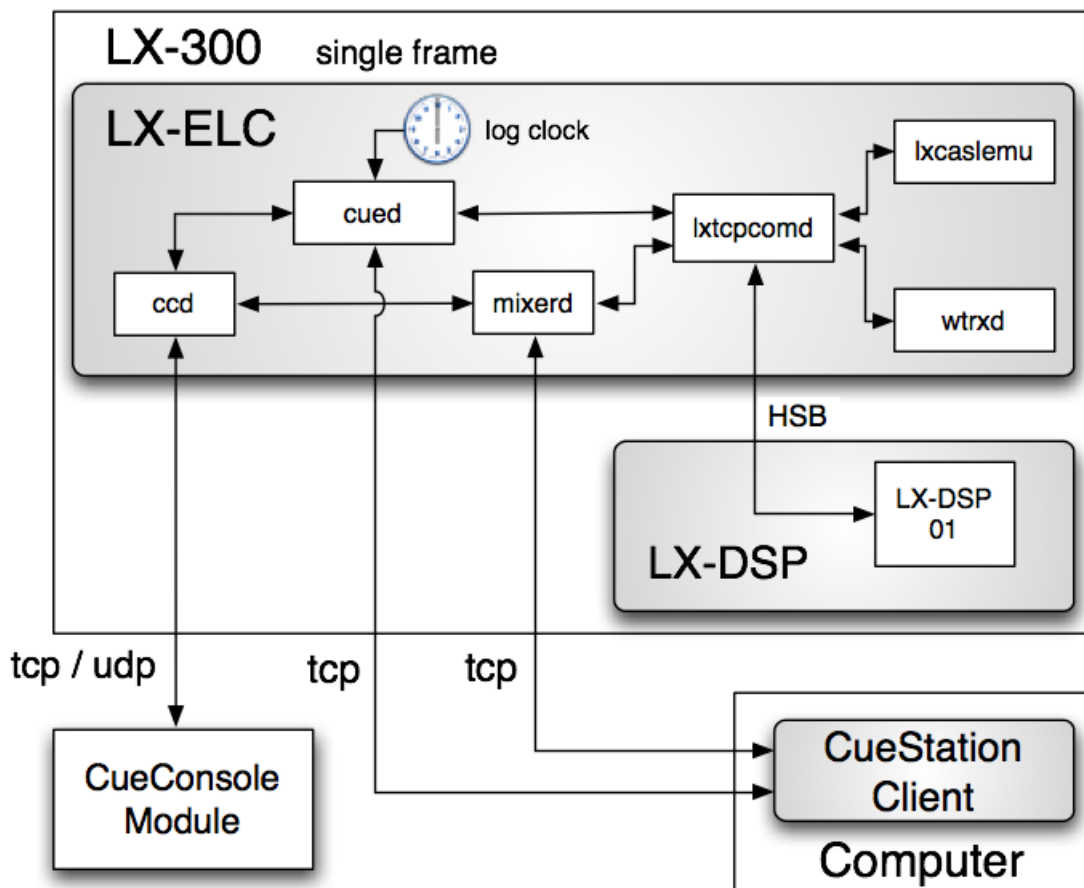 LX-300 single frame
LX-ELC
log clock
lxcaslemu
cued
lxtcpcomd
ccd
mixerd
wtrxd
HSB
LX-DSP
01
LX-DSP
tcp / udp
tcp
tcp
CueConsole
Module
CueStation
Client
Computer